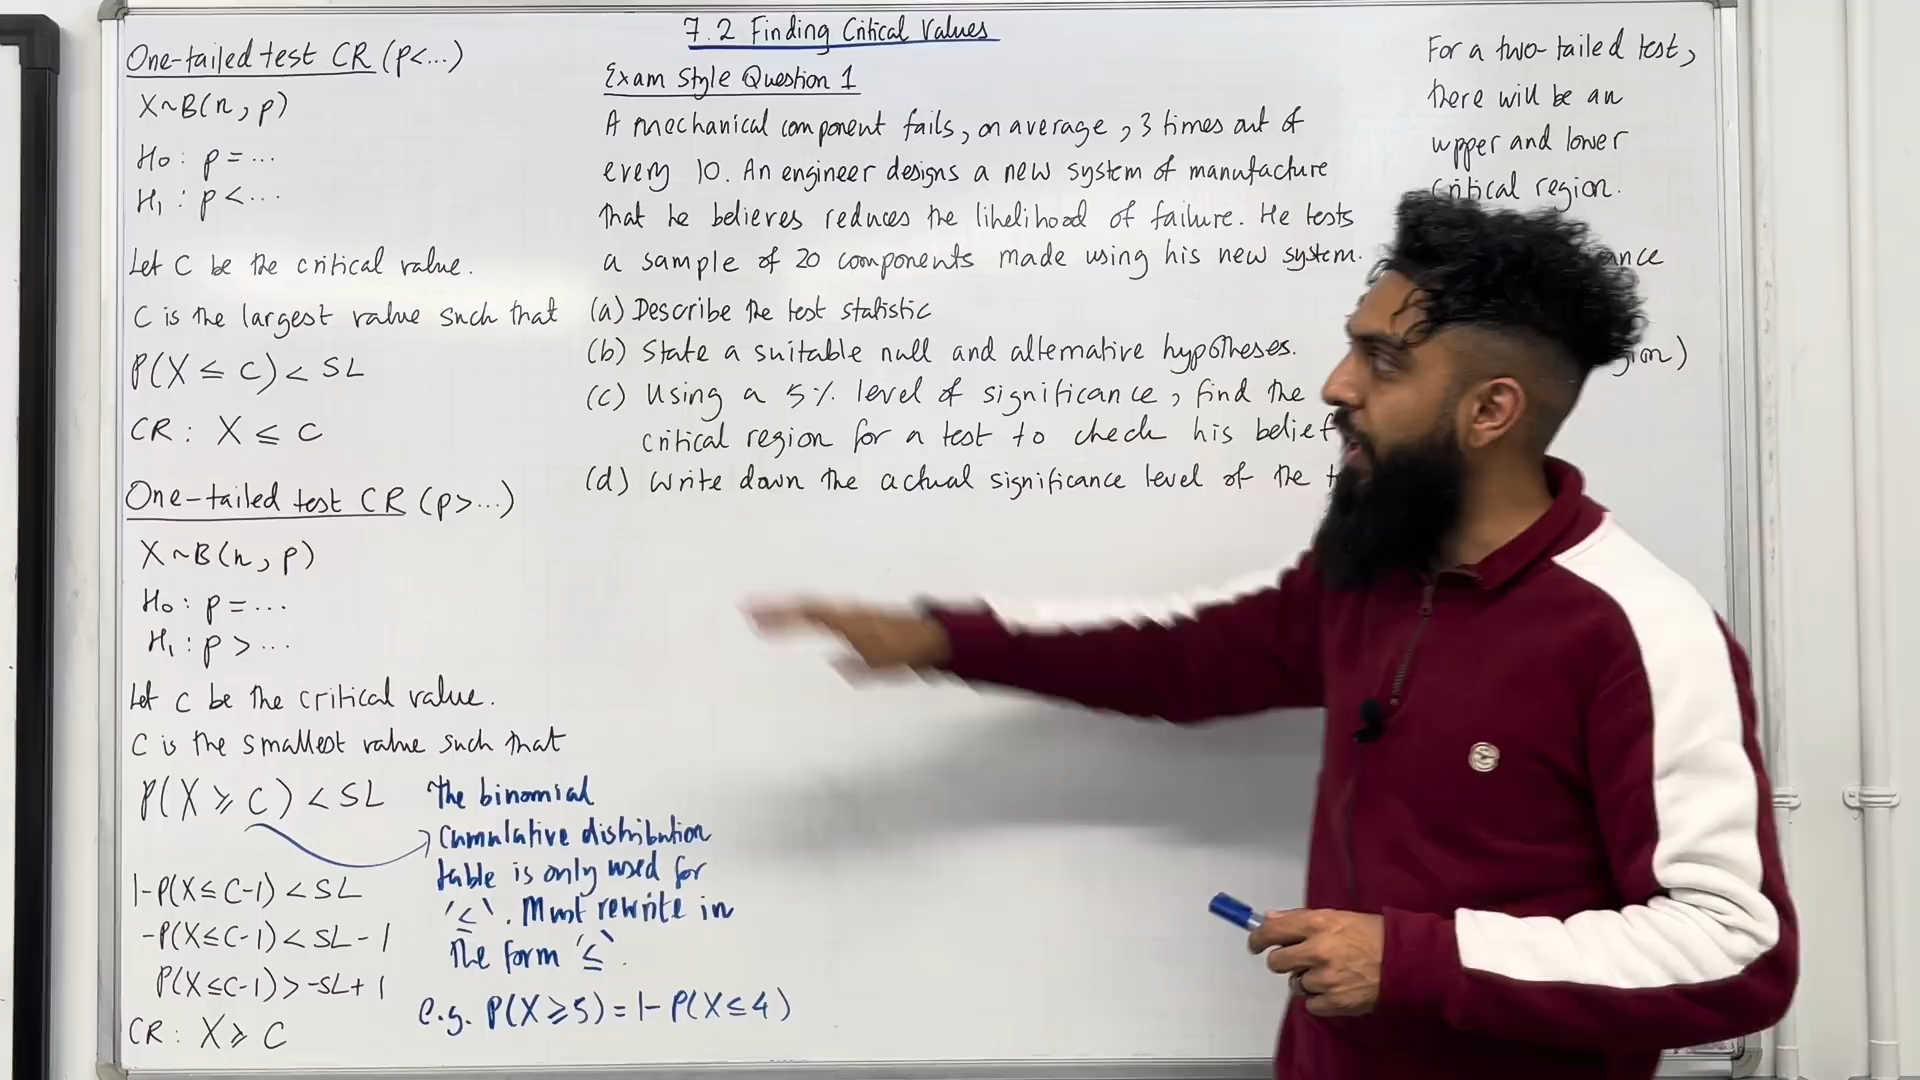 7.2 Finding Critical Values
One-tailed test CR (p<...)
X~B(n, p)
H₀: p = ...
H₁: p < ...
Let C be the critical value.
C is the largest value such that
P(X ≤ C) < SL
CR: X ≤ C
One-tailed test CR (p>...)
X~B(n, p)
H₀: p = ...
H₁: p > ...
Let C be the critical value.
C is the smallest value such that
P(X ⩾ C) < SL
1-P(X≤C-1) < SL
-P(X≤C-1) < SL-1
P(X≤C-1) > -SL+1
CR: X ⩾ C
The binomial
Cumulative distribution
table is only used for
'≤'. Must rewrite in
the form '≤'.
e.g. P(X⩾5) = 1-P(X≤4)
Exam Style Question 1
A mechanical component fails, on average, 3 times out of
every 10. An engineer designs a new system of manufacture
that he believes reduces the likelihood of failure. He tests
a sample of 20 components made using his new system.
(a) Describe the test statistic
(b) State a suitable null and alternative hypotheses.
(c) Using a 5% level of significance, find the
critical region for a test to check his belief
(d) Write down the actual significance level of the
For a two-tailed test,
there will be an
upper and lower
critical region.